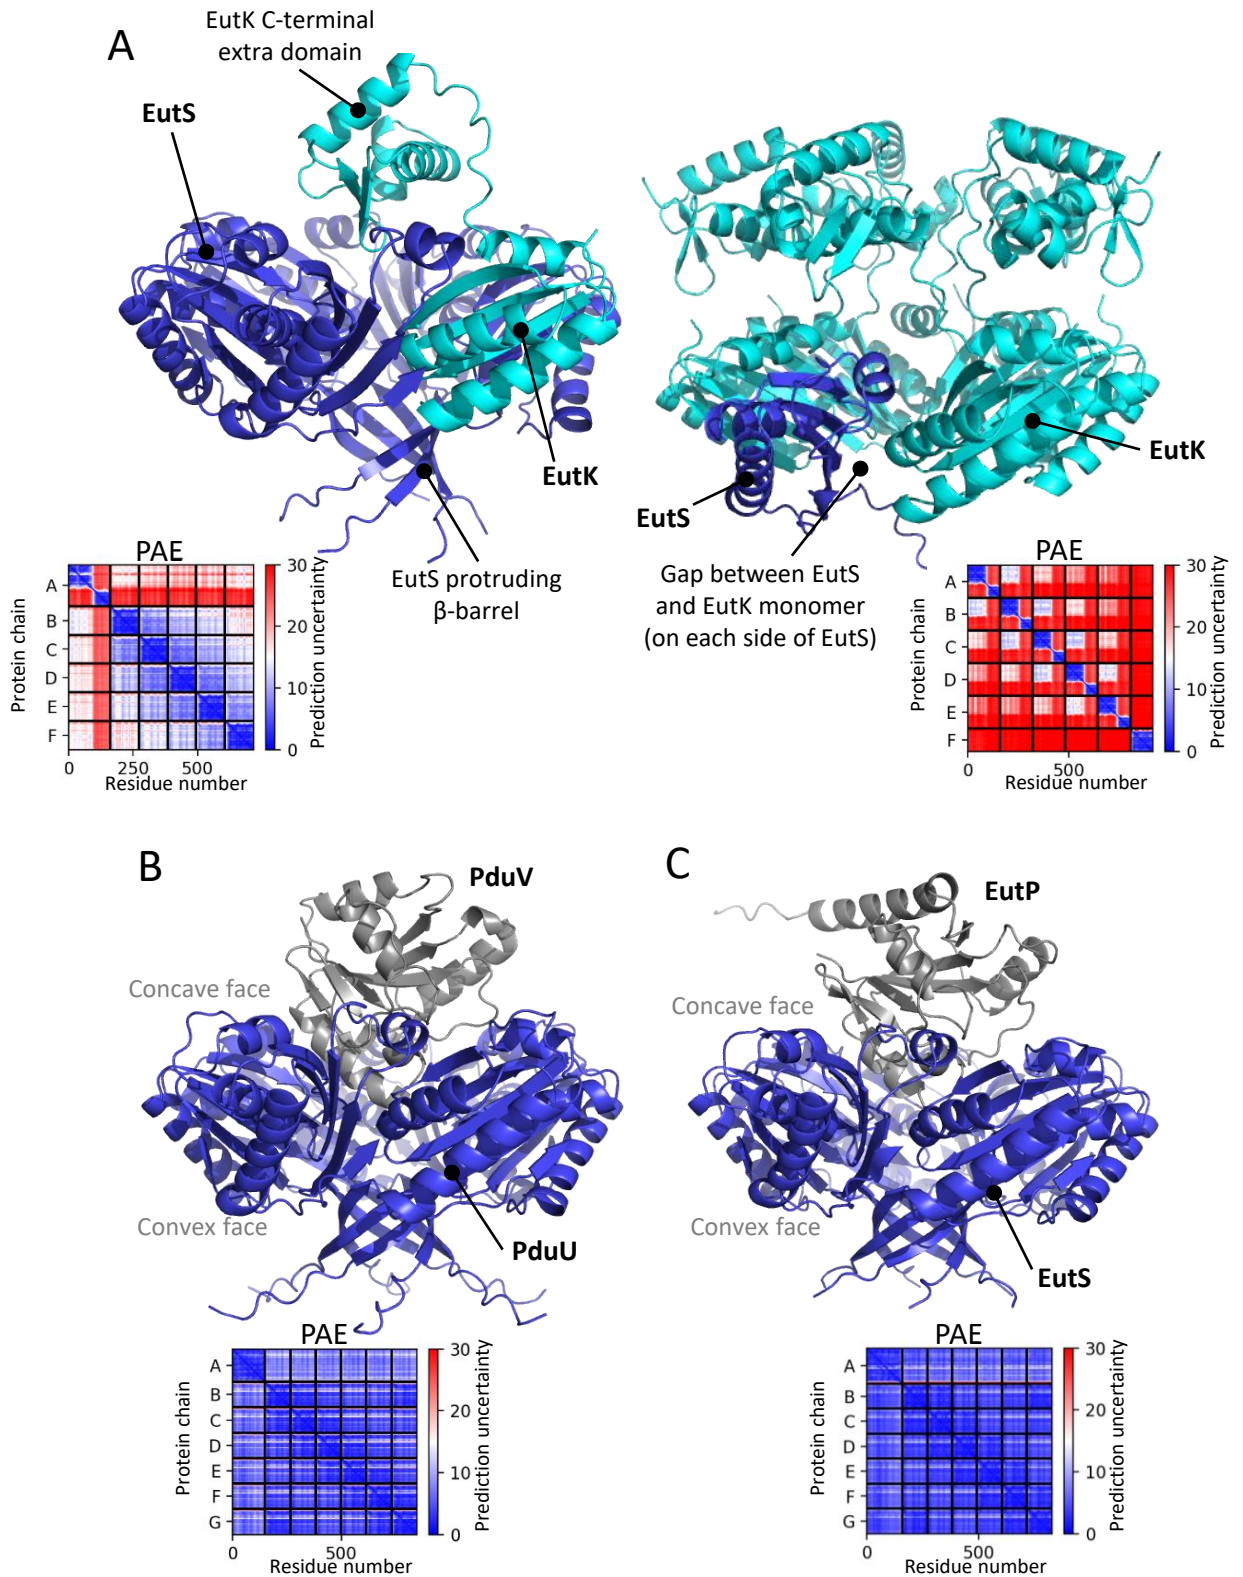 A
EutK C-terminal
extra domain
EutS
EutK
EutS protruding
β-barrel
PAE
Protein chain
A
B
C
D
E
F
0
250
500
Residue number
30
20
10
0
Prediction uncertainty
EutK
EutS
Gap between EutS
and EutK monomer
(on each side of EutS)
PAE
Protein chain
A
B
C
D
E
F
0
500
Residue number
30
20
10
0
Prediction uncertainty
B
PduV
Concave face
Convex face
PduU
PAE
Protein chain
A
B
C
D
E
F
G
0
500
Residue number
30
20
10
0
Prediction uncertainty
C
EutP
Concave face
Convex face
EutS
PAE
Protein chain
A
B
C
D
E
F
G
0
500
Residue number
30
20
10
0
Prediction uncertainty